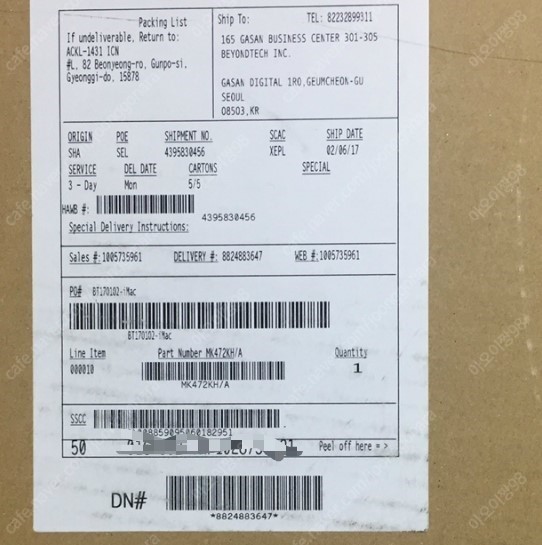 Packing List
If undeliverable, Return to:
ACKL-1431 ICN
#L, 82 Beonyeong-ro, Gunpo-si,
Gyeonggi-do, 15878
Ship To: TEL: 82232899311
165 GASAN BUSINESS CENTER 301-305
BEYONDTECH INC.
GASAN DIGITAL 1RO,GEUMCHEON-GU
SEOUL
08503,KR
ORIGIN POE SHIPMENT NO. SCAC SHIP DATE
SHA SEL 4395830456 XEPL 02/06/17
SERVICE DEL DATE CARTONS SPECIAL
3 - Day Mon 5/5
HAWB #:
4395830456
Special Delivery Instructions:
Sales #:1005735961 DELIVERY #: 8824883647 WEB #:1005735961
PO# BT170102-iMac
BT170102-iMac
Line Item Part Number MK472KH/A Quantity
000010 1
MK472KH/A
SSCC
50 Peel off here = >
DN#
*8824883647*